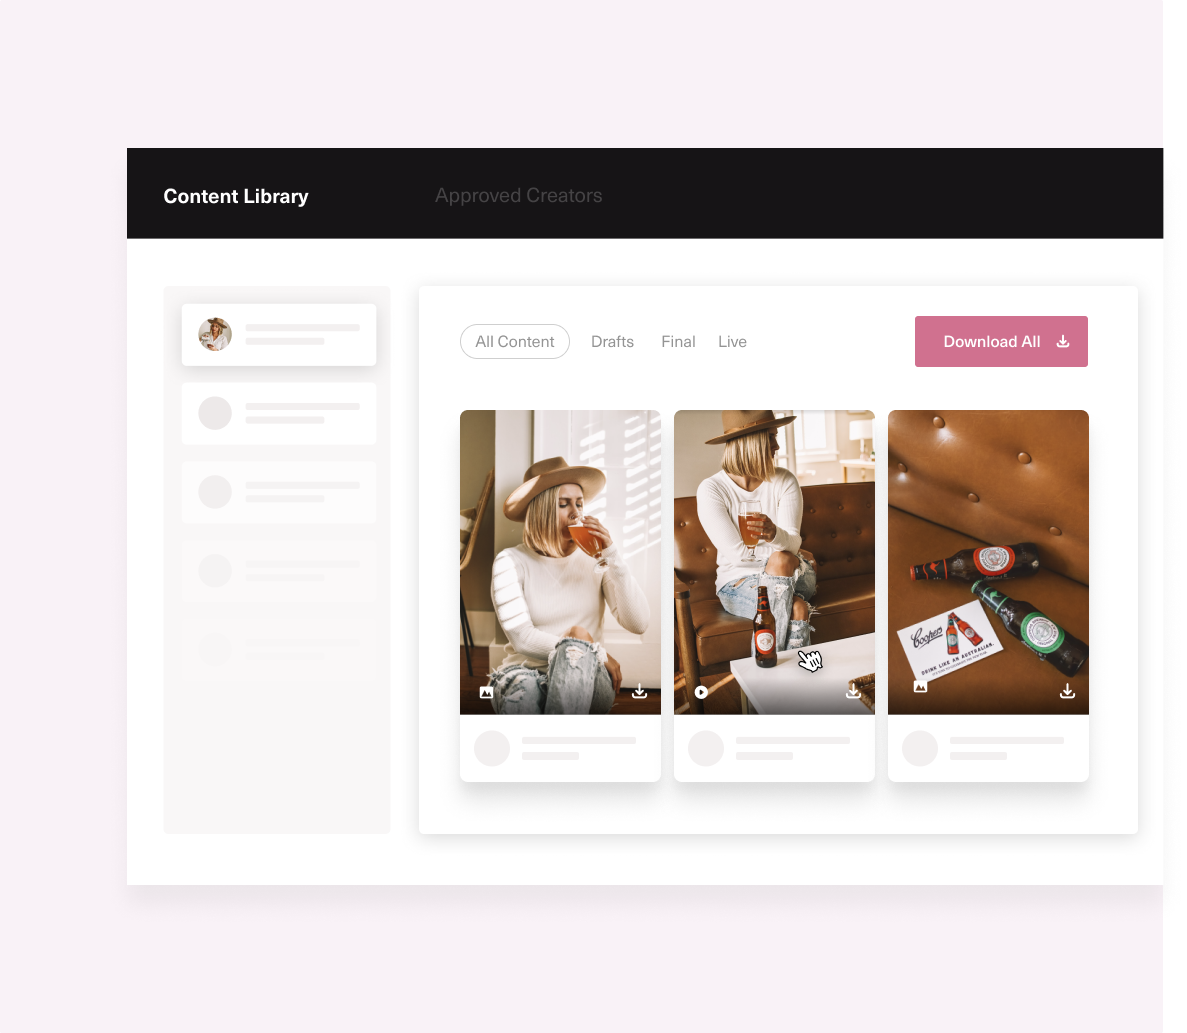 Content Library
Approved Creators
All Content
Drafts
Final
Live
Download All
Coopers
DRINK LIKE AN AUSTRALIAN.